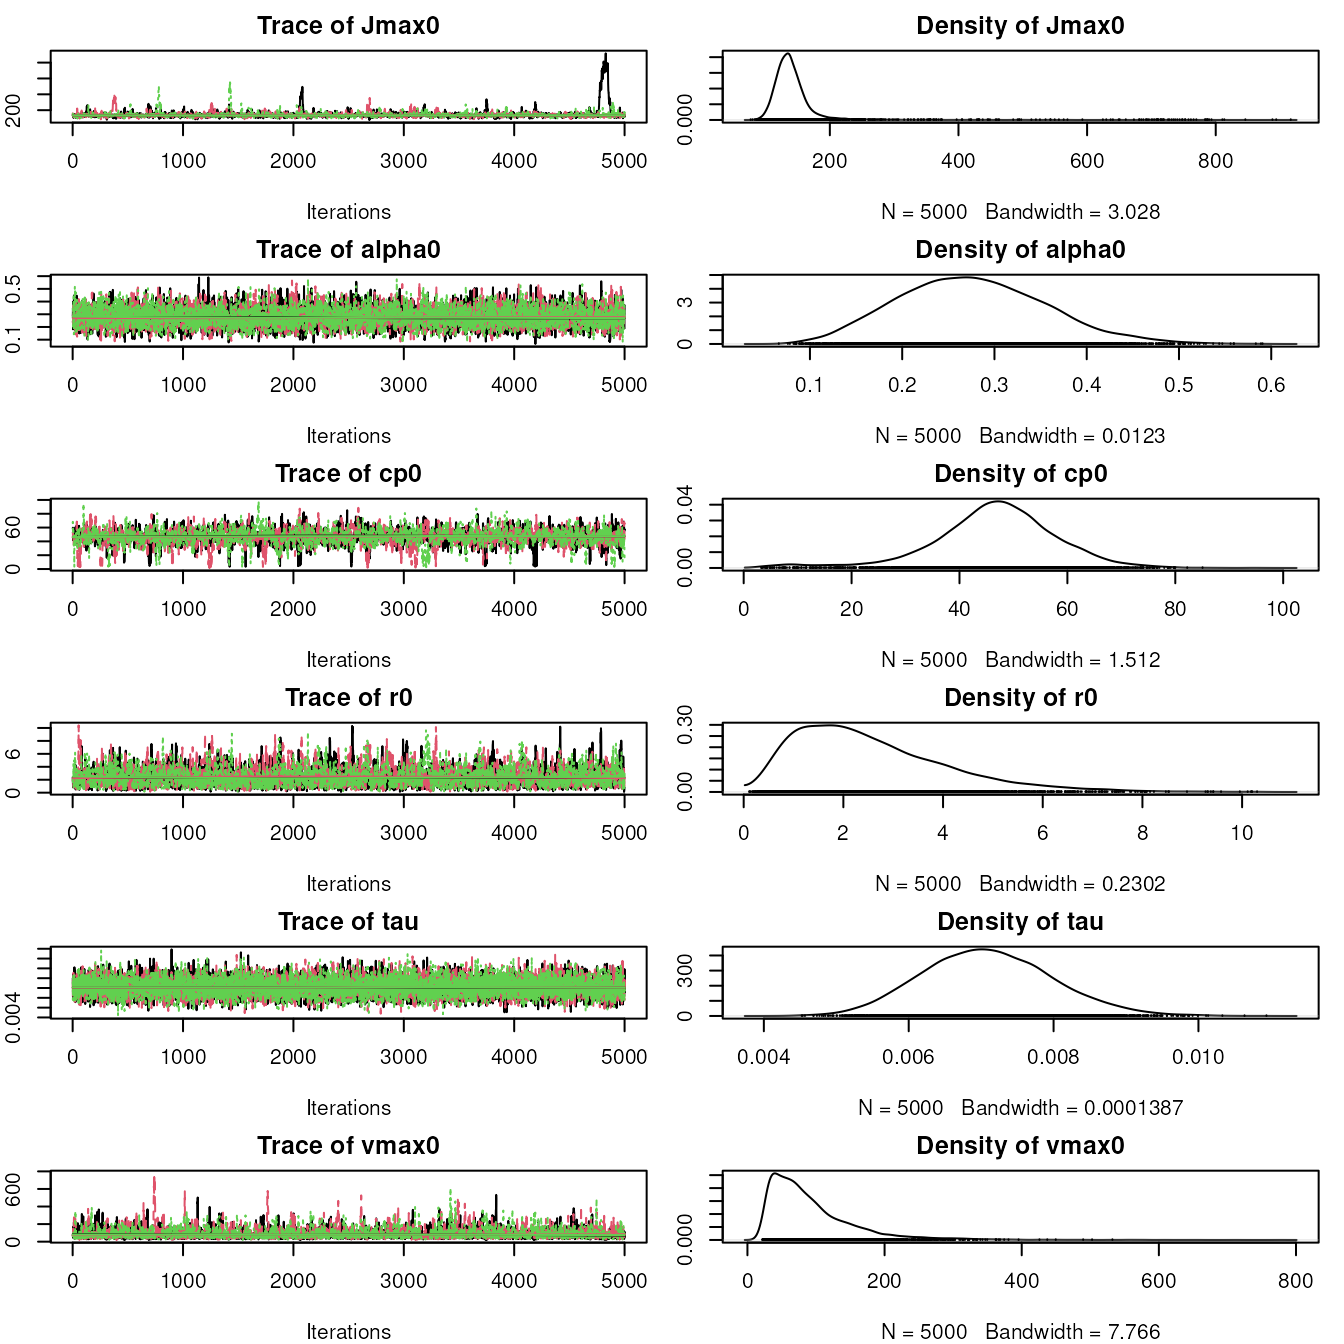 Trace of Jmax0
200
0 1000 2000 3000 4000 5000
Iterations
Density of Jmax0
0.000
200 400 600 800
N = 5000 Bandwidth = 3.028
Trace of alpha0
0.1 0.5
0 1000 2000 3000 4000 5000
Iterations
Density of alpha0
0 3
0.1 0.2 0.3 0.4 0.5 0.6
N = 5000 Bandwidth = 0.0123
Trace of cp0
0 60
0 1000 2000 3000 4000 5000
Iterations
Density of cp0
0.00 0.04
0 20 40 60 80 100
N = 5000 Bandwidth = 1.512
Trace of r0
0 6
0 1000 2000 3000 4000 5000
Iterations
Density of r0
0.00 0.30
0 2 4 6 8 10
N = 5000 Bandwidth = 0.2302
Trace of tau
0.004
0 1000 2000 3000 4000 5000
Iterations
Density of tau
0 300
0.004 0.006 0.008 0.010
N = 5000 Bandwidth = 0.0001387
Trace of vmax0
0 600
0 1000 2000 3000 4000 5000
Iterations
Density of vmax0
0.000
0 200 400 600 800
N = 5000 Bandwidth = 7.766